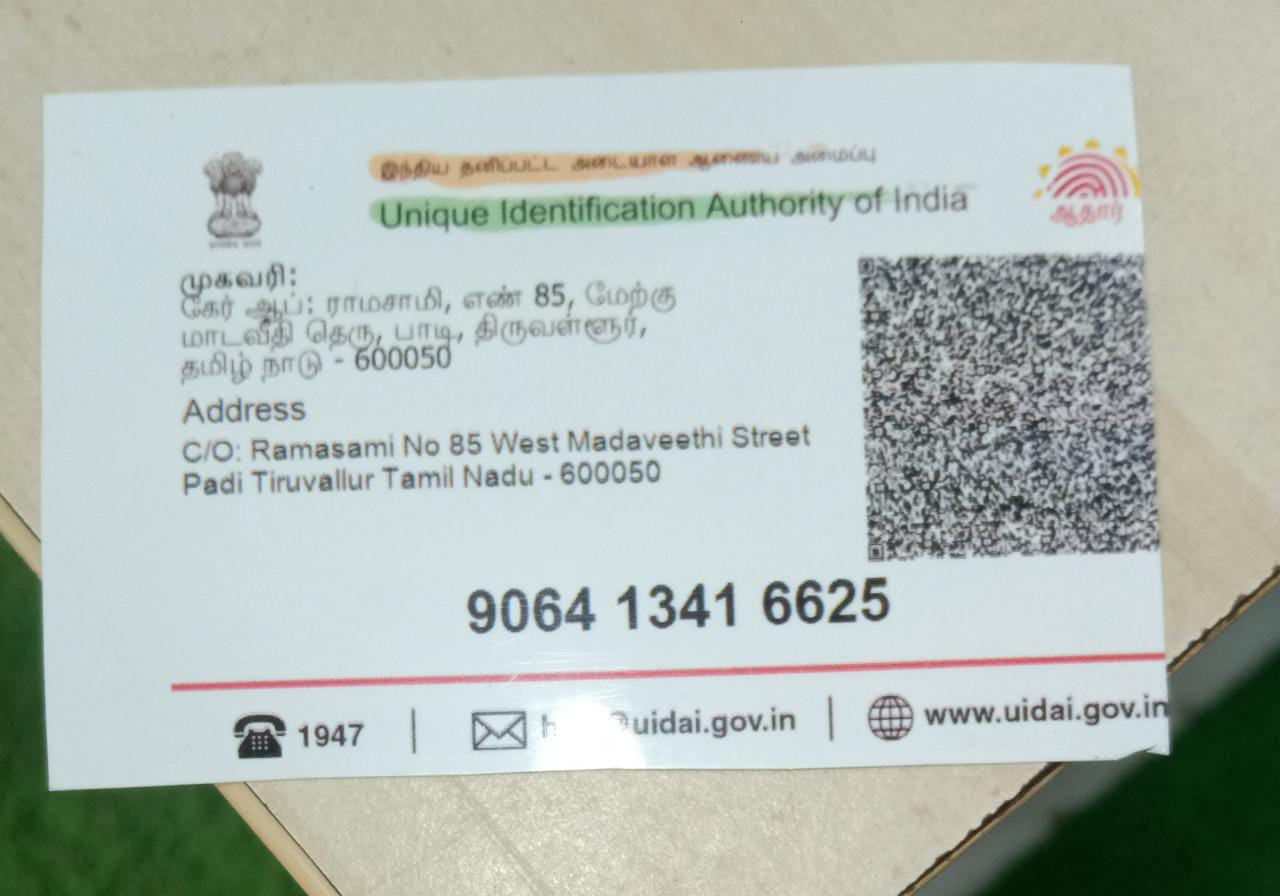 இந்திய தனிப்பட்ட அடையாள ஆணைய அமைப்பு
Unique Identification Authority of India
ஆதார்
முகவரி:
கேர் ஆப்: ராமசாமி, எண் 85, மேற்கு
மாடவீதி தெரு, பாடி, திருவள்ளூர்,
தமிழ் நாடு - 600050
Address
C/O: Ramasami No 85 West Madaveethi Street
Padi Tiruvallur Tamil Nadu - 600050
9064 1341 6625
1947 | @uidai.gov.in | www.uidai.gov.in